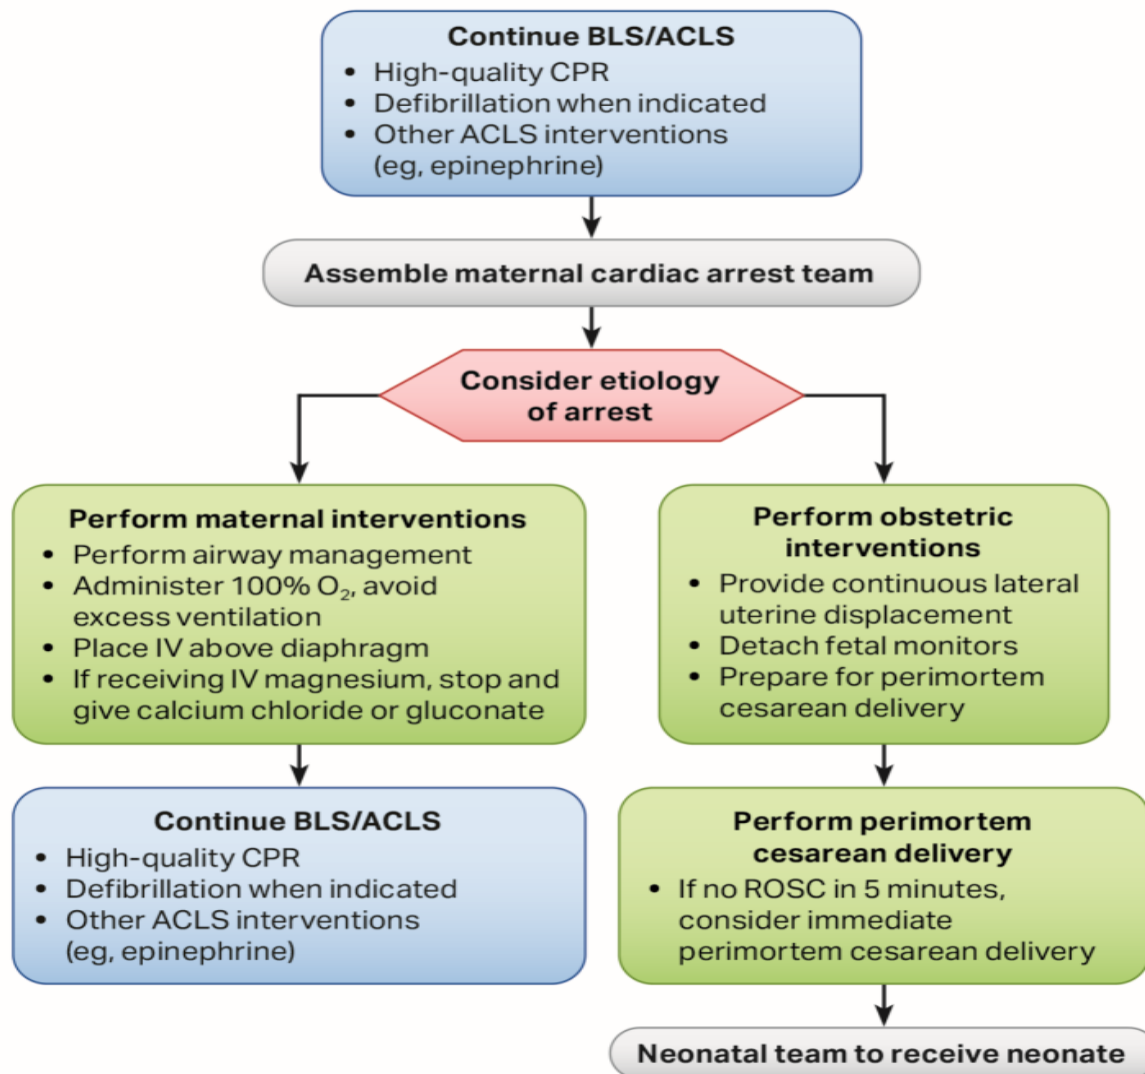 Continue BLS/ACLS
• High-quality CPR
• Defibrillation when indicated
• Other ACLS interventions
(eg, epinephrine)
Assemble maternal cardiac arrest team
Consider etiology
of arrest
Perform maternal interventions
• Perform airway management
• Administer 100% O₂, avoid
excess ventilation
• Place IV above diaphragm
• If receiving IV magnesium, stop and
give calcium chloride or gluconate
Continue BLS/ACLS
• High-quality CPR
• Defibrillation when indicated
• Other ACLS interventions
(eg, epinephrine)
Perform obstetric
interventions
• Provide continuous lateral
uterine displacement
• Detach fetal monitors
• Prepare for perimortem
cesarean delivery
Perform perimortem
cesarean delivery
• If no ROSC in 5 minutes,
consider immediate
perimortem cesarean delivery
Neonatal team to receive neonate